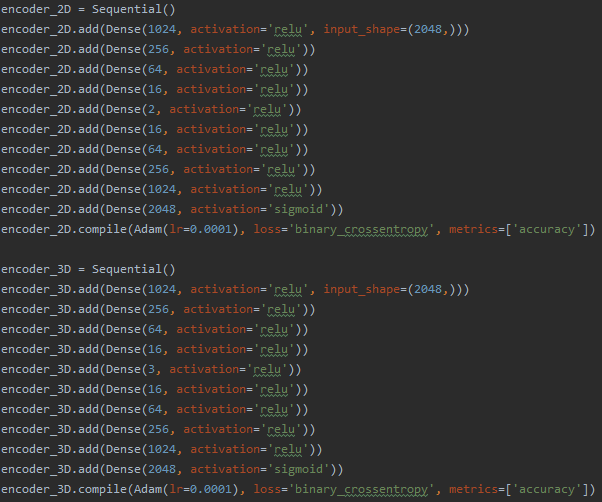 encoder_2D = Sequential()
encoder_2D.add(Dense(1024, activation='relu', input_shape=(2048,)))
encoder_2D.add(Dense(256, activation='relu'))
encoder_2D.add(Dense(64, activation='relu'))
encoder_2D.add(Dense(16, activation='relu'))
encoder_2D.add(Dense(2, activation='relu'))
encoder_2D.add(Dense(16, activation='relu'))
encoder_2D.add(Dense(64, activation='relu'))
encoder_2D.add(Dense(256, activation='relu'))
encoder_2D.add(Dense(1024, activation='relu'))
encoder_2D.add(Dense(2048, activation='sigmoid'))
encoder_2D.compile(Adam(lr=0.0001), loss='binary_crossentropy', metrics=['accuracy'])
encoder_3D = Sequential()
encoder_3D.add(Dense(1024, activation='relu', input_shape=(2048,)))
encoder_3D.add(Dense(256, activation='relu'))
encoder_3D.add(Dense(64, activation='relu'))
encoder_3D.add(Dense(16, activation='relu'))
encoder_3D.add(Dense(3, activation='relu'))
encoder_3D.add(Dense(16, activation='relu'))
encoder_3D.add(Dense(64, activation='relu'))
encoder_3D.add(Dense(256, activation='relu'))
encoder_3D.add(Dense(1024, activation='relu'))
encoder_3D.add(Dense(2048, activation='sigmoid'))
encoder_3D.compile(Adam(lr=0.0001), loss='binary_crossentropy', metrics=['accuracy'])